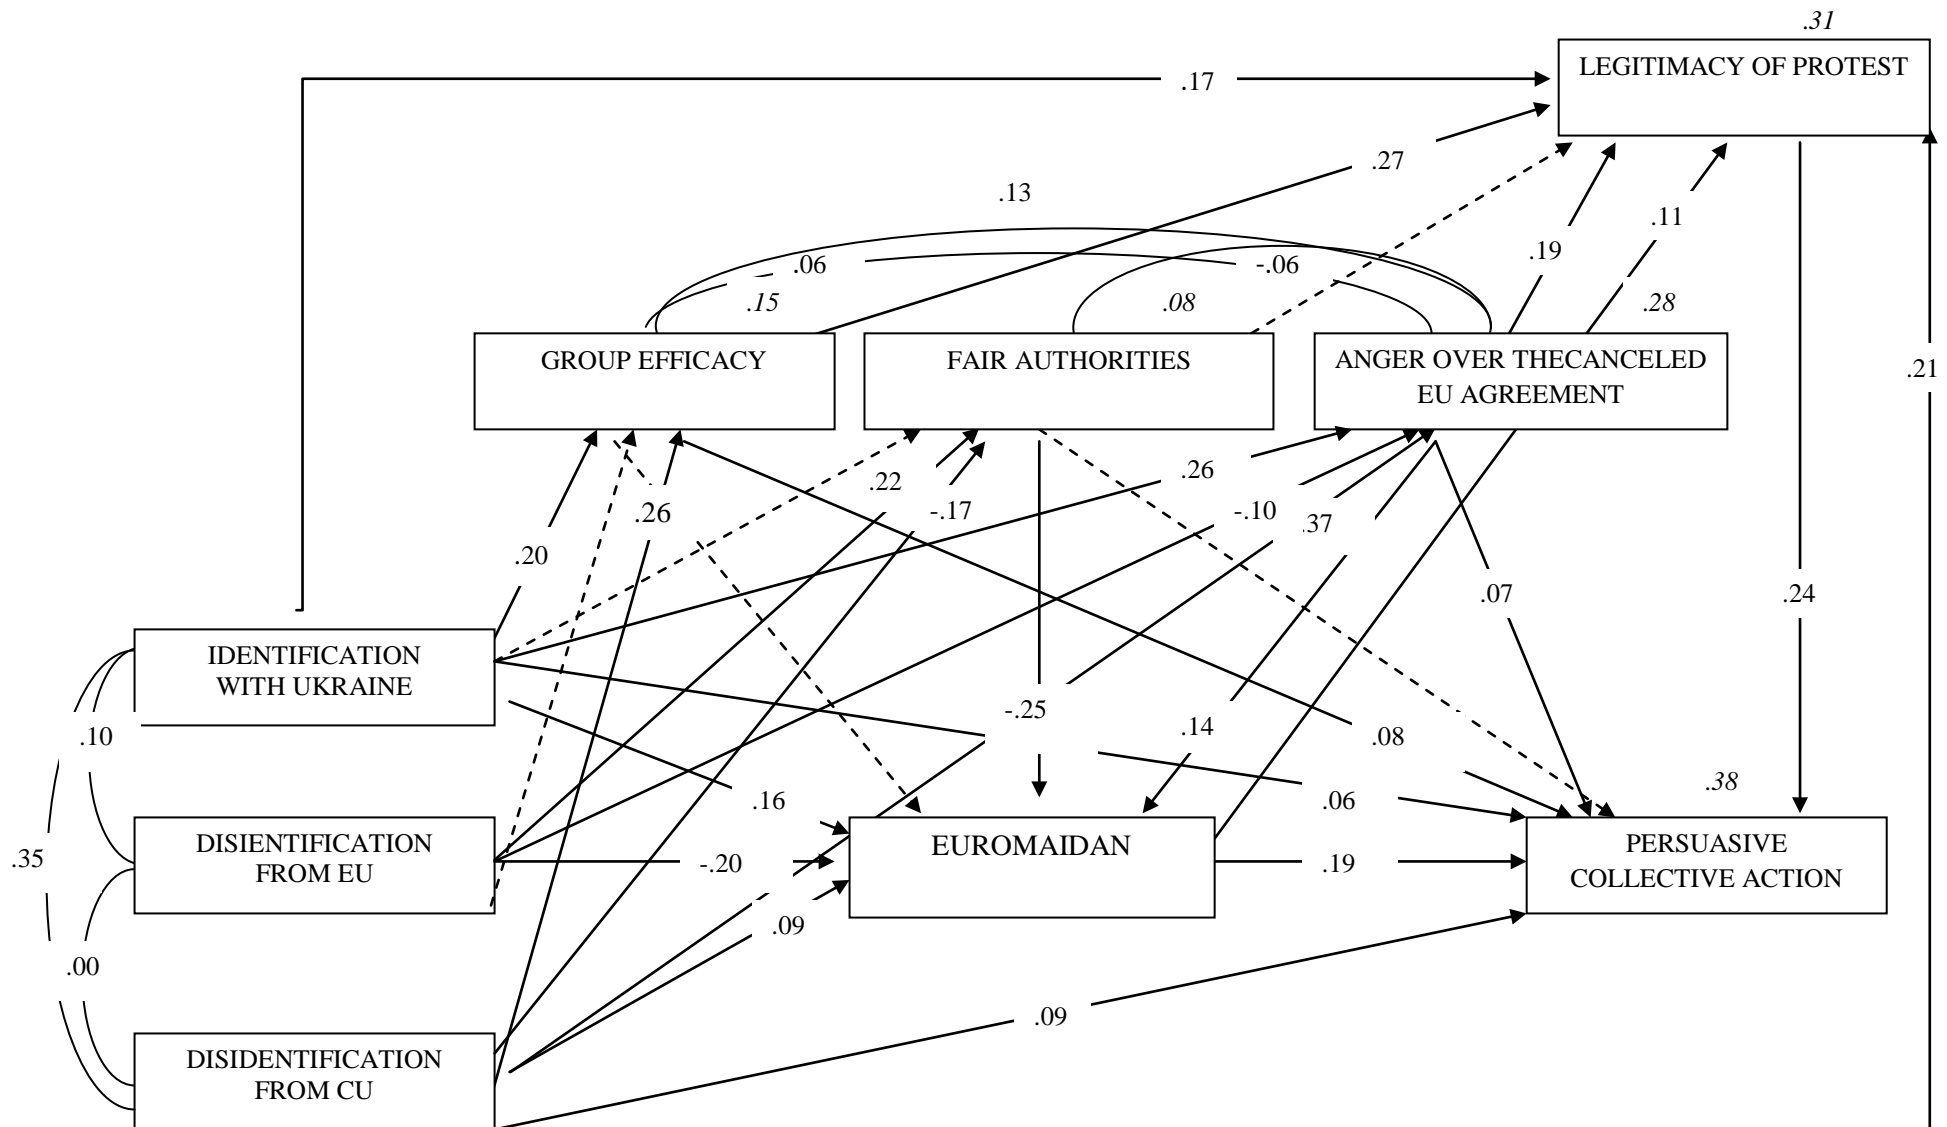 .31
LEGITIMACY OF PROTEST
.17
.27
.13
.11
.19
.06
-.06
.15
.08
.28
GROUP EFFICACY
FAIR AUTHORITIES
ANGER OVER THECANCELED
EU AGREEMENT
.21
.26
.22
.26
-.17
-.10
.37
.20
.07
.24
IDENTIFICATION
WITH UKRAINE
-.25
.14
.08
.10
.16
.06
.38
DISIENTIFICATION
FROM EU
EUROMAIDAN
PERSUASIVE
COLLECTIVE ACTION
.35
-.20
.19
.09
.00
.09
DISIDENTIFICATION
FROM CU